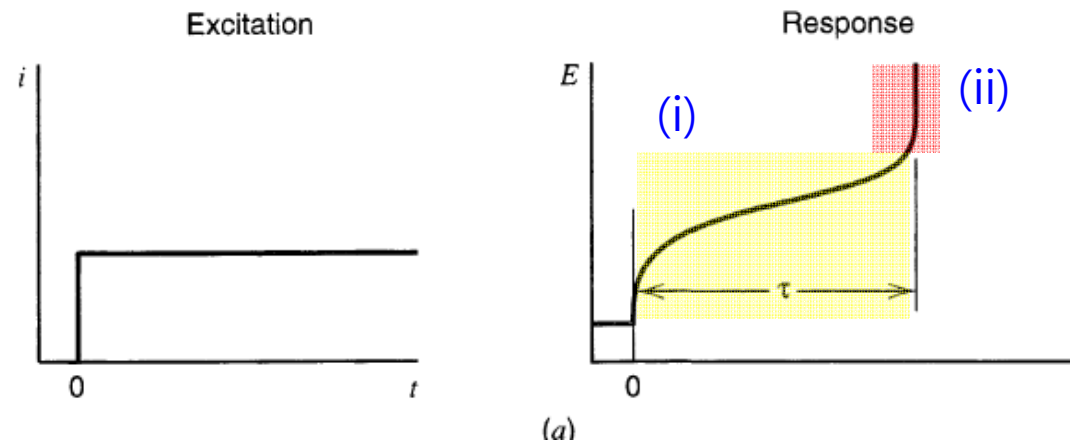 Excitation
i
0
t
Response
E
(i)
(ii)
τ
0
(a)